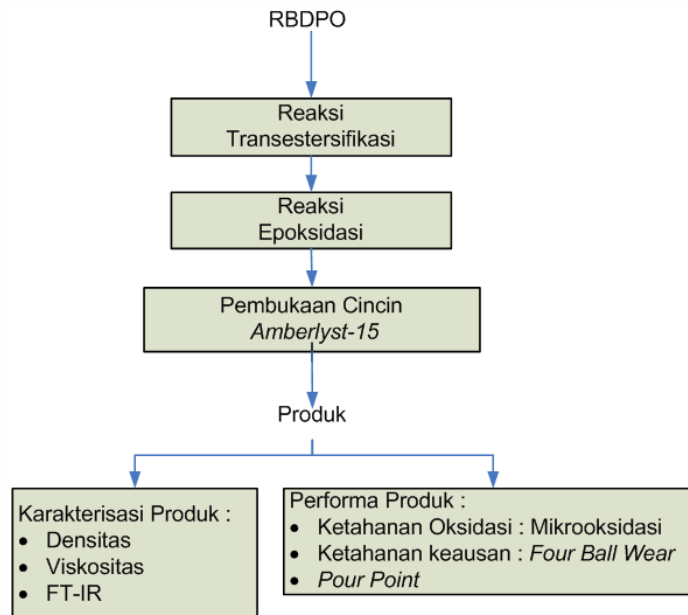 RBDPO
Reaksi
Transestersifikasi
Reaksi
Epoksidasi
Pembukaan Cincin
Amberlyst-15
Produk
Karakterisasi Produk :
• Densitas
• Viskositas
• FT-IR
Performa Produk :
• Ketahanan Oksidasi : Mikrooksidasi
• Ketahanan keausan : Four Ball Wear
• Pour Point